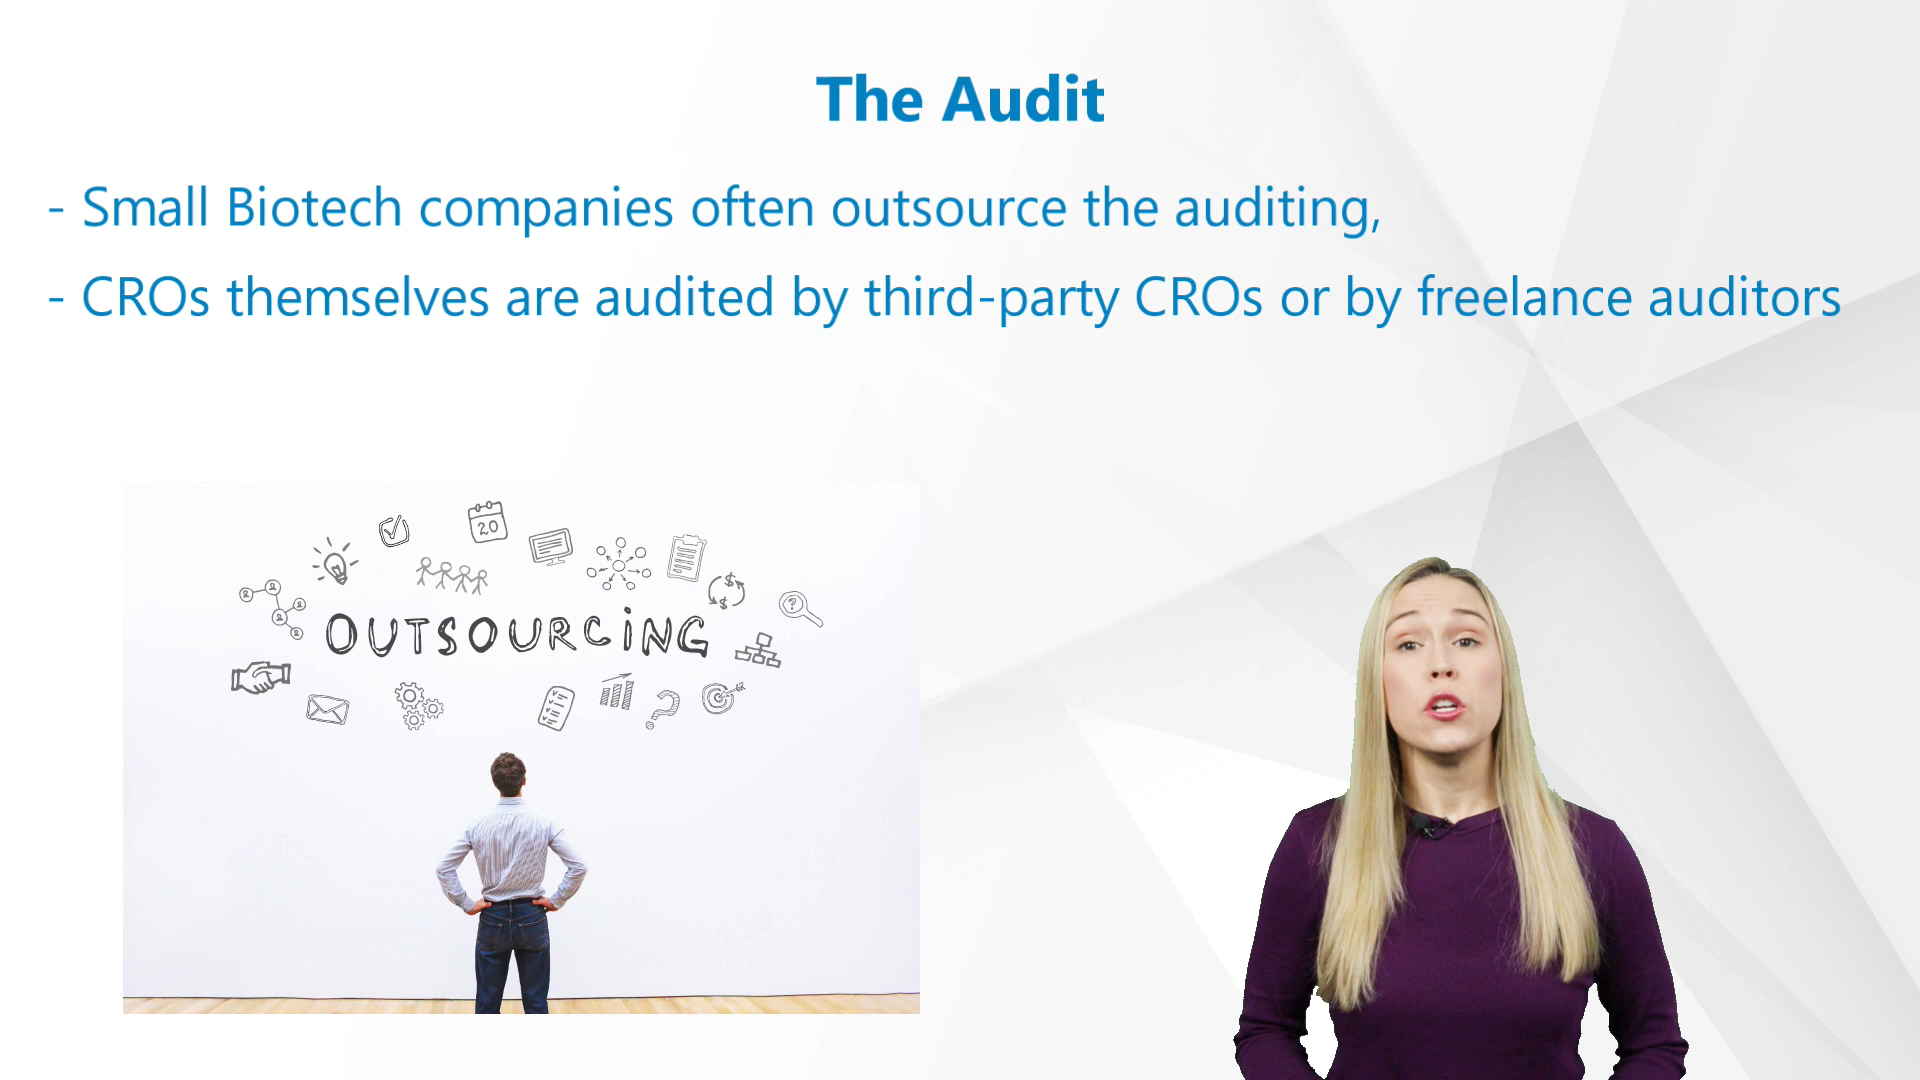 The Audit
- Small Biotech companies often outsource the auditing,
- CROs themselves are audited by third-party CROs or by freelance auditors
20
$
$
?
OUTSOURCiNG
?